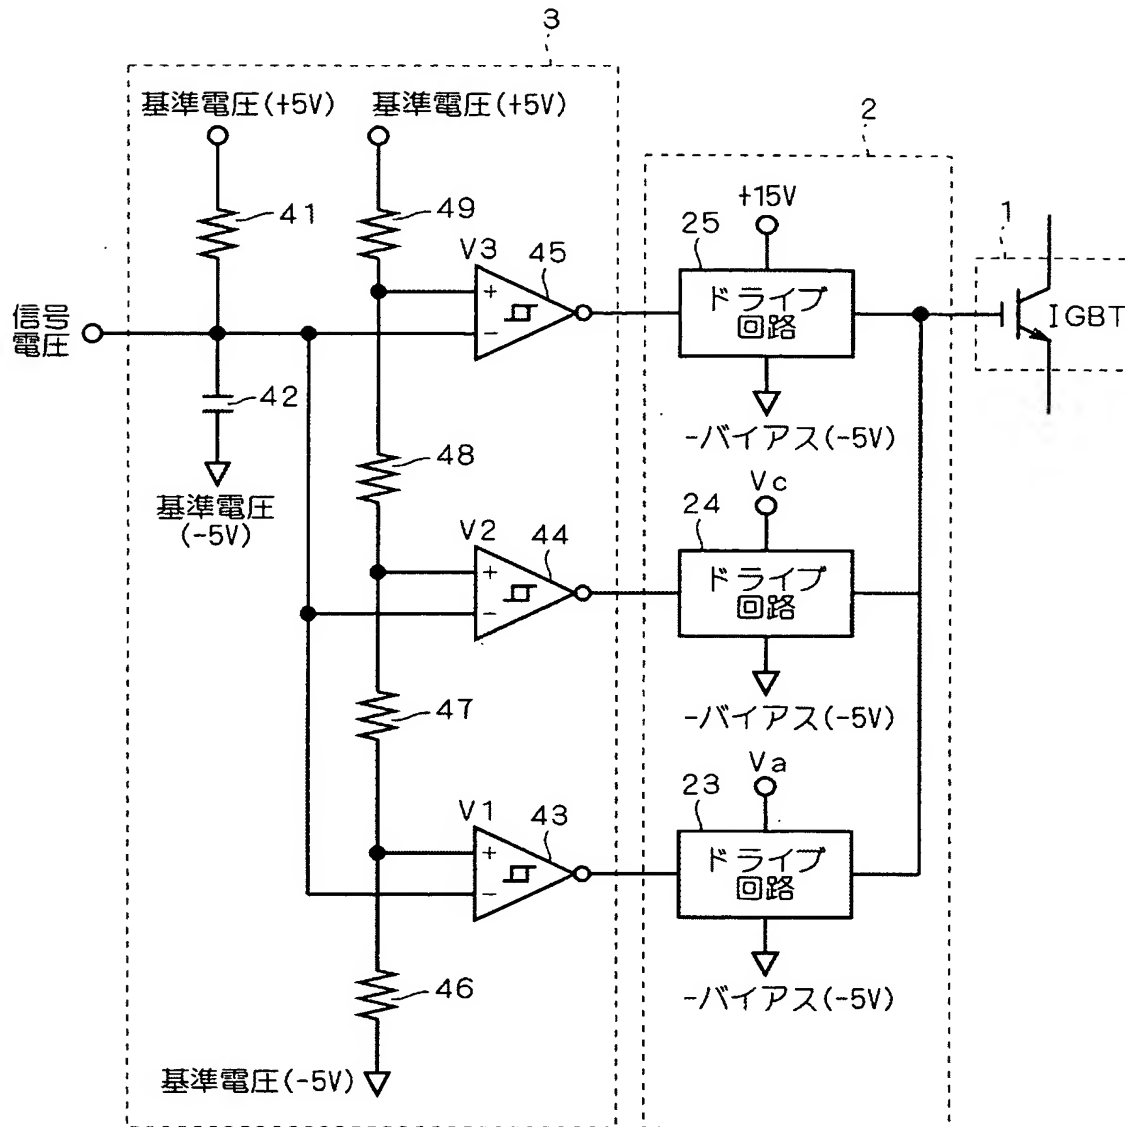 3
基準電圧(+5V)
基準電圧(+5V)
2
41
49
V3
45
+
−
25
+15V
ドライブ
回路
1
IGBT
信号
電圧
42
基準電圧
(-5V)
-バイアス(-5V)
48
V2
44
+
−
24
Vc
ドライブ
回路
-バイアス(-5V)
47
V1
43
+
−
23
Va
ドライブ
回路
-バイアス(-5V)
46
基準電圧(-5V)